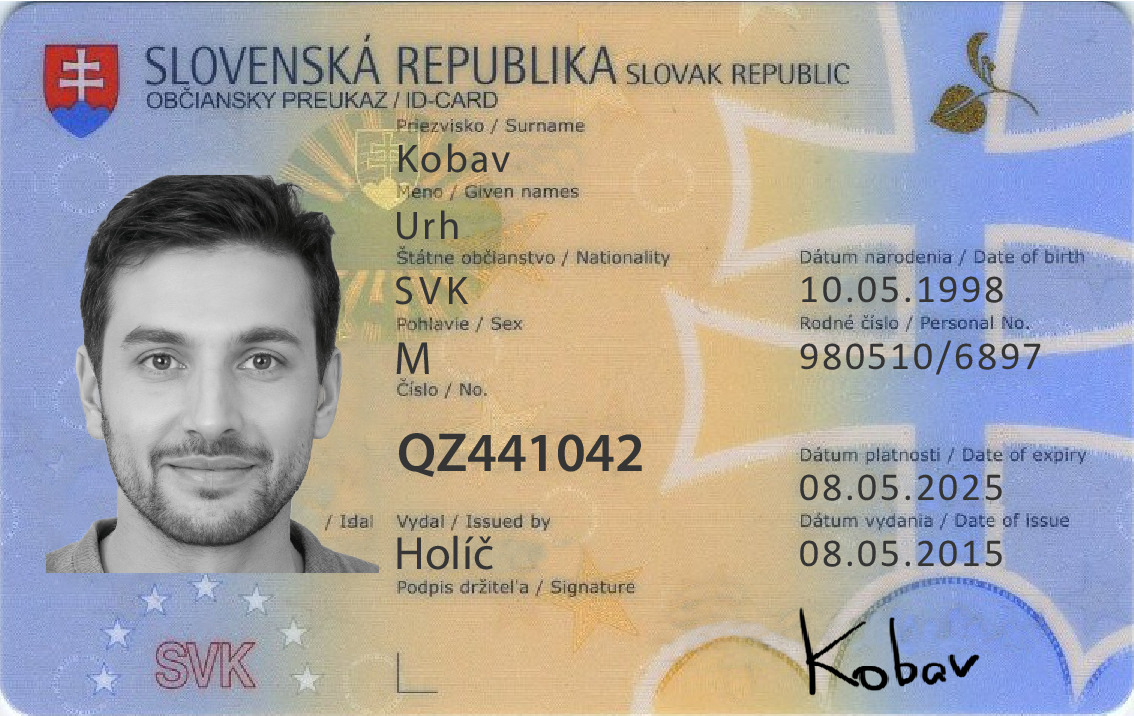 SLOVENSKÁ REPUBLIKA SLOVAK REPUBLIC
OBČIANSKY PREUKAZ / ID-CARD
Priezvisko / Surname
Kobav
Meno / Given names
Urh
Štátne občianstvo / Nationality
SVK
Dátum narodenia / Date of birth
10.05.1998
Pohlavie / Sex
M
Rodné číslo / Personal No.
980510/6897
Číslo / No.
QZ441042
Dátum platnosti / Date of expiry
08.05.2025
/ Isdal Vydal / Issued by
Holíč
Dátum vydania / Date of issue
08.05.2015
Podpis držiteľa / Signature
Kobav
SVK